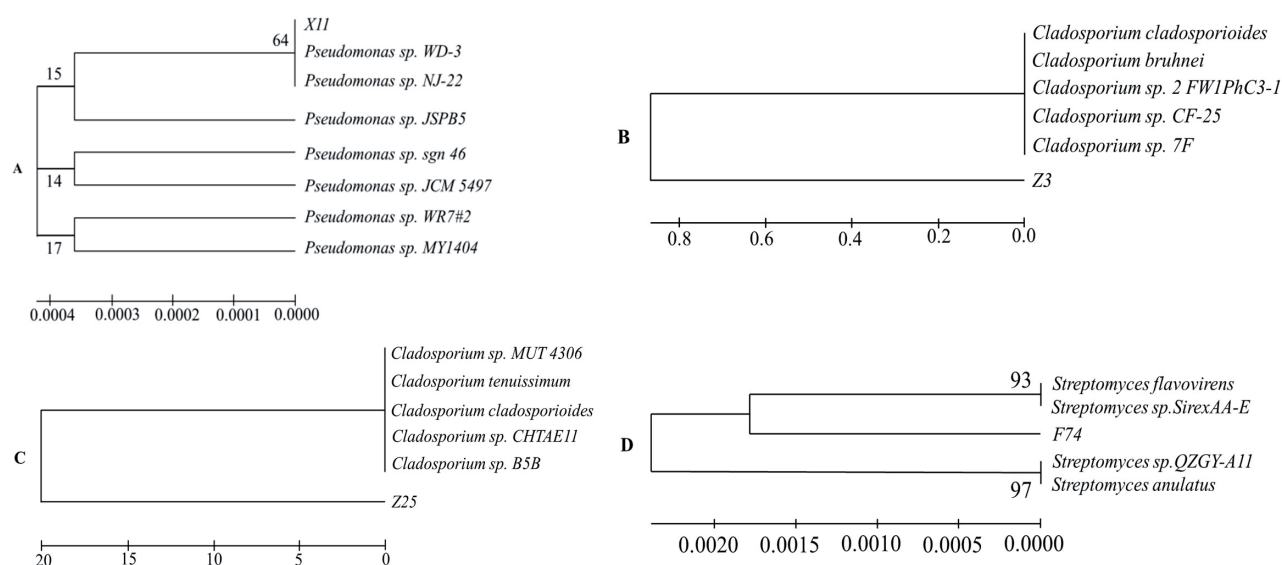 X11
64
Pseudomonas sp. WD-3
Pseudomonas sp. NJ-22
15
Pseudomonas sp. JSPB5
A
Pseudomonas sp. sgn 46
14
Pseudomonas sp. JCM 5497
Pseudomonas sp. WR7#2
17
Pseudomonas sp. MY1404
0.0004 0.0003 0.0002 0.0001 0.0000
Cladosporium cladosporioides
Cladosporium bruhnei
Cladosporium sp. 2 FW1PhC3-1
Cladosporium sp. CF-25
B
Cladosporium sp. 7F
Z3
0.8 0.6 0.4 0.2 0.0
Cladosporium sp. MUT 4306
Cladosporium tenuissimum
Cladosporium cladosporioides
Cladosporium sp. CHTAE11
C
Cladosporium sp. B5B
Z25
20 15 10 5 0
93
Streptomyces flavovirens
Streptomyces sp.SirexAA-E
F74
D
Streptomyces sp.QZGY-A11
97
Streptomyces anulatus
0.0020 0.0015 0.0010 0.0005 0.0000